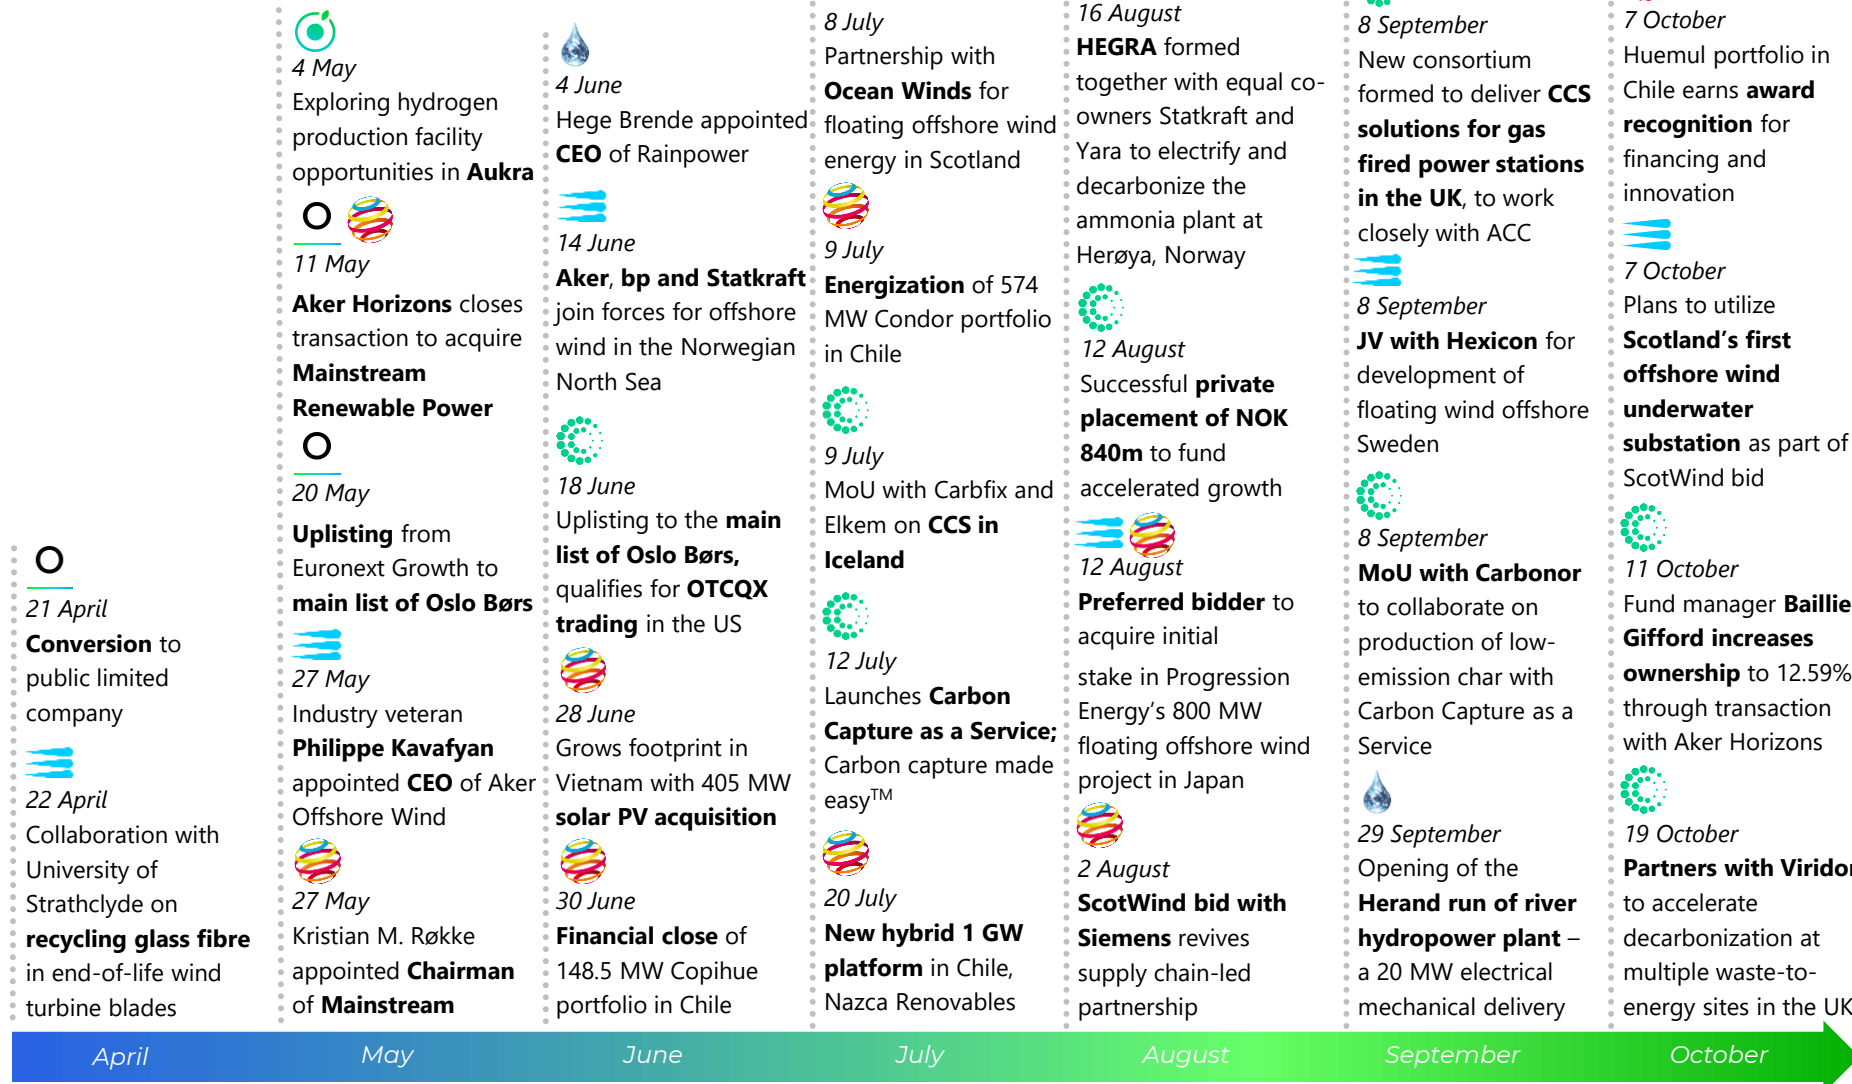 21 April
Conversion to
public limited
company
22 April
Collaboration with
University of
Strathclyde on
recycling glass fibre
in end-of-life wind
turbine blades
4 May
Exploring hydrogen
production facility
opportunities in Aukra
11 May
Aker Horizons closes
transaction to acquire
Mainstream
Renewable Power
20 May
Uplisting from
Euronext Growth to
main list of Oslo Børs
27 May
Industry veteran
Philippe Kavafyan
appointed CEO of Aker
Offshore Wind
27 May
Kristian M. Røkke
appointed Chairman
of Mainstream
4 June
Hege Brende appointed
CEO of Rainpower
14 June
Aker, bp and Statkraft
join forces for offshore
wind in the Norwegian
North Sea
18 June
Uplisting to the main
list of Oslo Børs,
qualifies for OTCQX
trading in the US
28 June
Grows footprint in
Vietnam with 405 MW
solar PV acquisition
30 June
Financial close of
148.5 MW Copihue
portfolio in Chile
8 July
Partnership with
Ocean Winds for
floating offshore wind
energy in Scotland
9 July
Energization of 574
MW Condor portfolio
in Chile
9 July
MoU with Carbfix and
Elkem on CCS in
Iceland
12 July
Launches Carbon
Capture as a Service;
Carbon capture made
easy™
20 July
New hybrid 1 GW
platform in Chile,
Nazca Renovables
16 August
HEGRA formed
together with equal co-
owners Statkraft and
Yara to electrify and
decarbonize the
ammonia plant at
Herøya, Norway
12 August
Successful private
placement of NOK
840m to fund
accelerated growth
12 August
Preferred bidder to
acquire initial
stake in Progression
Energy's 800 MW
floating offshore wind
project in Japan
2 August
ScotWind bid with
Siemens revives
supply chain-led
partnership
8 September
New consortium
formed to deliver CCS
solutions for gas
fired power stations
in the UK, to work
closely with ACC
8 September
JV with Hexicon for
development of
floating wind offshore
Sweden
8 September
MoU with Carbonor
to collaborate on
production of low-
emission char with
Carbon Capture as a
Service
29 September
Opening of the
Herand run of river
hydropower plant –
a 20 MW electrical
mechanical delivery
7 October
Huemul portfolio in
Chile earns award
recognition for
financing and
innovation
7 October
Plans to utilize
Scotland's first
offshore wind
underwater
substation as part of
ScotWind bid
11 October
Fund manager Baillie
Gifford increases
ownership to 12.59%
through transaction
with Aker Horizons
19 October
Partners with Viridor
to accelerate
decarbonization at
multiple waste-to-
energy sites in the UK
April May June July August September October